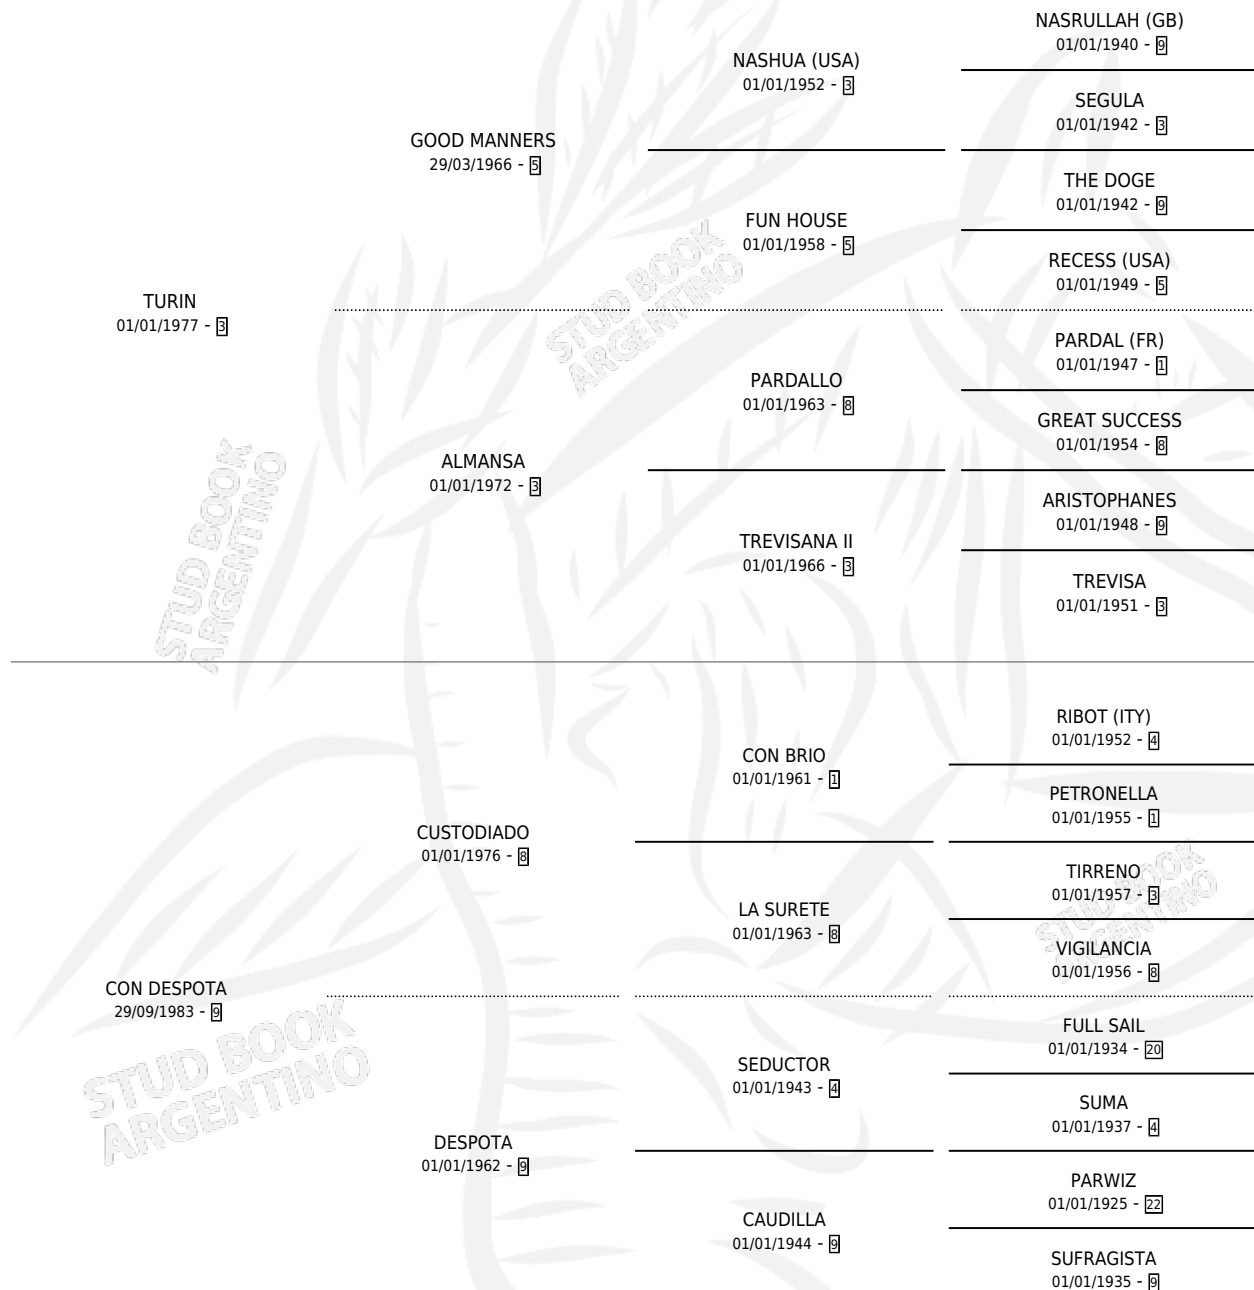 NASRULLAH (GB)
01/01/1940 - 9
NASHUA (USA)
01/01/1952 - 3
SEGULA
01/01/1942 - 3
GOOD MANNERS
29/03/1966 - 5
THE DOGE
01/01/1942 - 9
FUN HOUSE
01/01/1958 - 5
RECESS (USA)
01/01/1949 - 5
TURIN
01/01/1977 - 3
PARDAL (FR)
01/01/1947 - 1
PARDALLO
01/01/1963 - 8
GREAT SUCCESS
01/01/1954 - 8
ALMANSA
01/01/1972 - 3
ARISTOPHANES
01/01/1948 - 9
TREVISANA II
01/01/1966 - 3
TREVISA
01/01/1951 - 3
RIBOT (ITY)
01/01/1952 - 4
CON BRIO
01/01/1961 - 1
PETRONELLA
01/01/1955 - 1
CUSTODIADO
01/01/1976 - 8
TIRRENO
01/01/1957 - 3
LA SURETE
01/01/1963 - 8
VIGILANCIA
01/01/1956 - 8
CON DESPOTA
29/09/1983 - 9
FULL SAIL
01/01/1934 - 20
SEDUCTOR
01/01/1943 - 4
SUMA
01/01/1937 - 4
DESPOTA
01/01/1962 - 9
PARWIZ
01/01/1925 - 22
CAUDILLA
01/01/1944 - 9
SUFRAGISTA
01/01/1935 - 9
STUD BOOK
ARGENTINO
STUD BOOK
ARGENTINO
STUD BOOK
ARGENTINO
STUD BOOK
ARGENTINO